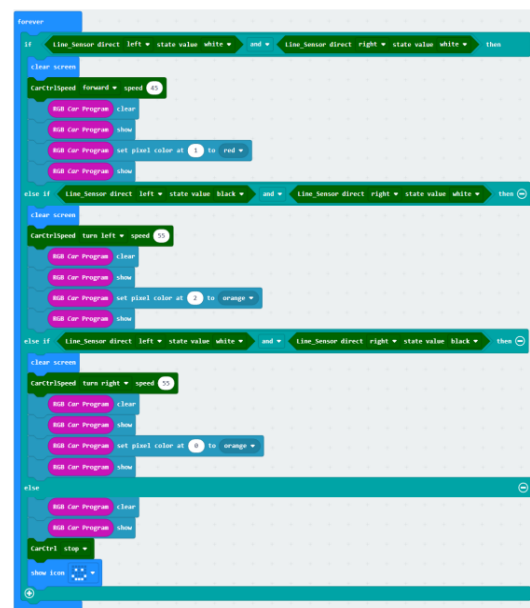 forever
if Line_Sensor direct left state value white and Line_Sensor direct right state value white then
clear screen
CarCtrlSpeed forward speed 45
RGB Car Program clear
RGB Car Program show
RGB Car Program set pixel color at 1 to red
RGB Car Program show
else if Line_Sensor direct left state value black and Line_Sensor direct right state value white then
clear screen
CarCtrlSpeed turn left speed 55
RGB Car Program clear
RGB Car Program show
RGB Car Program set pixel color at 2 to orange
RGB Car Program show
else if Line_Sensor direct left state value white and Line_Sensor direct right state value black then
clear screen
CarCtrlSpeed turn right speed 55
RGB Car Program clear
RGB Car Program show
RGB Car Program set pixel color at 0 to orange
RGB Car Program show
else
RGB Car Program clear
RGB Car Program show
CarCtrl stop
show icon